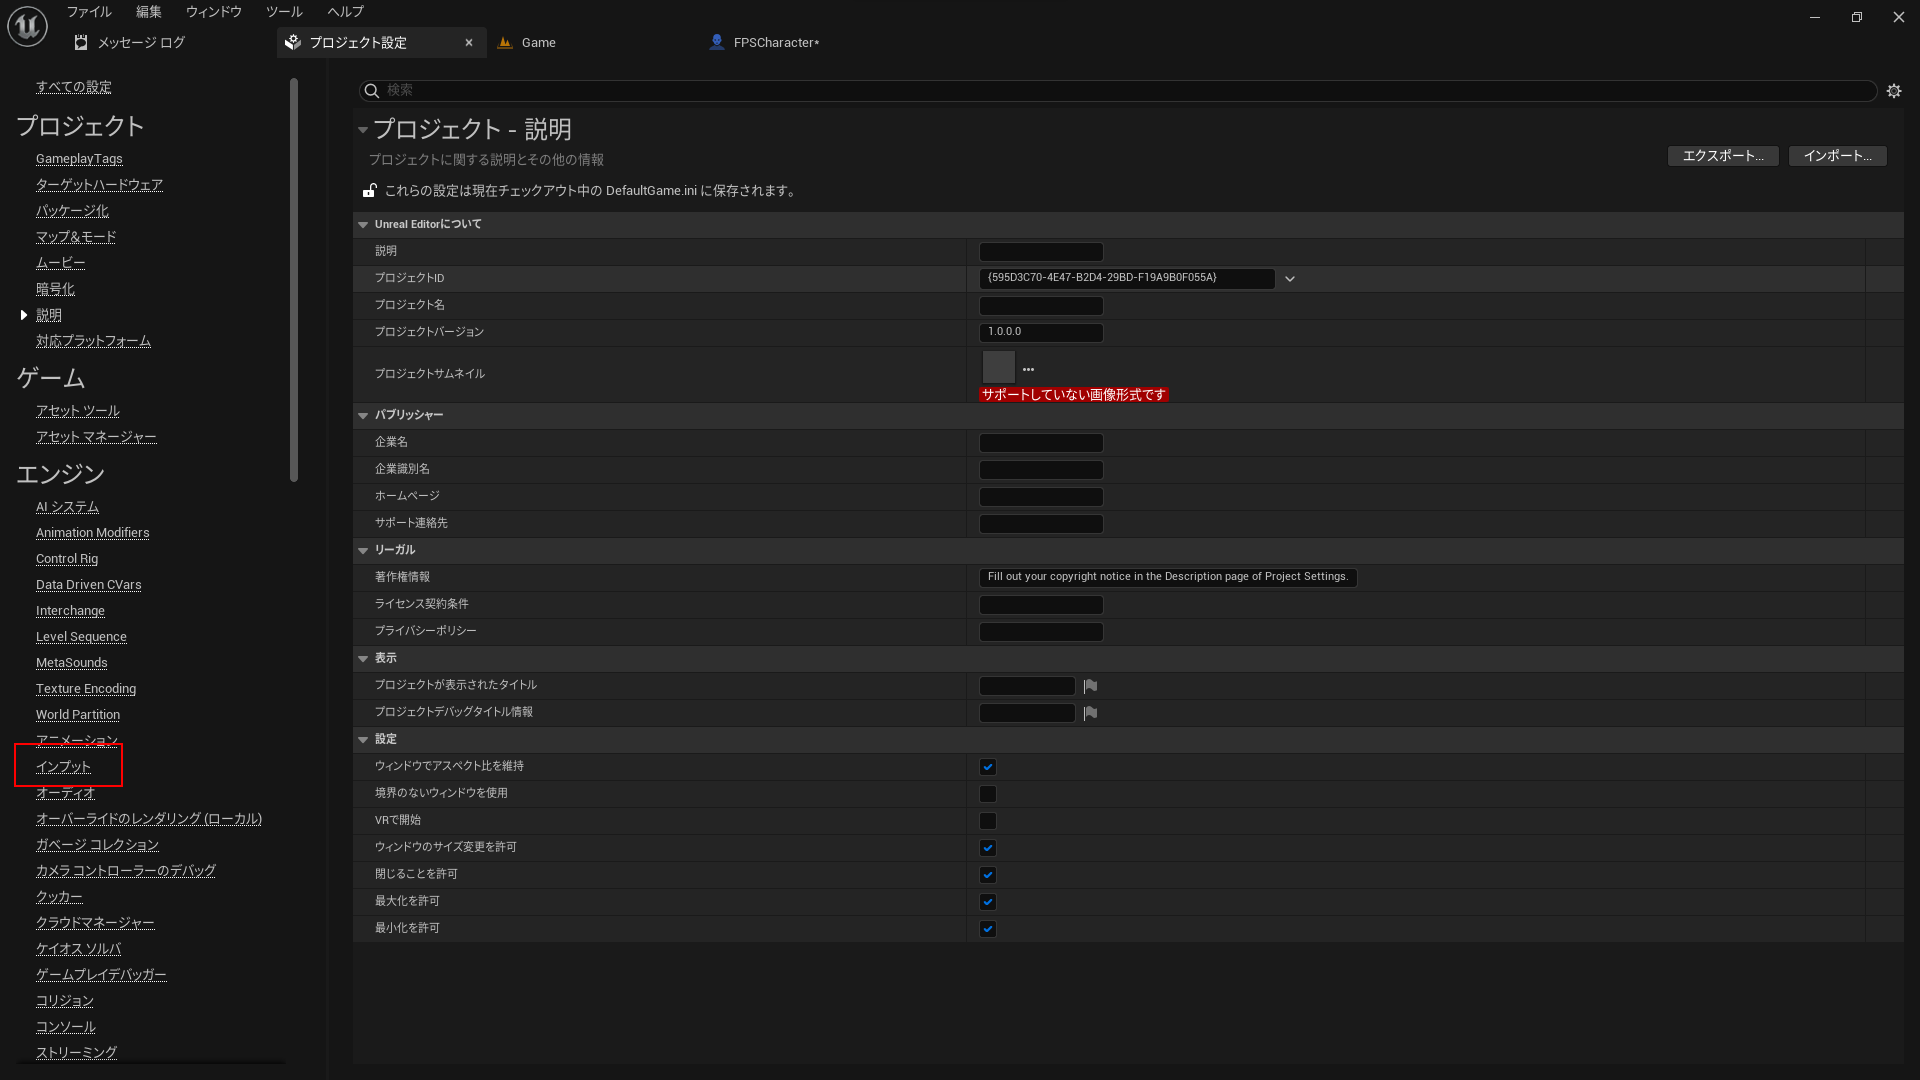 ファイル 編集 ウィンドウ ツール ヘルプ
メッセージ ログ
プロジェクト設定
Game
FPSCharacter*
すべての設定
プロジェクト
GameplayTags
ターゲットハードウェア
パッケージ化
マップ&モード
ムービー
暗号化
説明
対応プラットフォーム
ゲーム
アセット ツール
アセット マネージャー
エンジン
AI システム
Animation Modifiers
Control Rig
Data Driven CVars
Interchange
Level Sequence
MetaSounds
Texture Encoding
World Partition
アニメーション
インプット
オーディオ
オーバーライドのレンダリング (ローカル)
ガベージ コレクション
カメラ コントローラーのデバッグ
クッカー
クラウドマネージャー
ケイオス ソルバ
ゲームプレイデバッガー
コリジョン
コンソール
ストリーミング
検索
プロジェクト - 説明
プロジェクトに関する説明とその他の情報
エクスポート...
インポート...
これらの設定は現在チェックアウト中の DefaultGame.ini に保存されます。
Unreal Editorについて
説明
プロジェクトID {595D3C70-4E47-B2D4-29BD-F19A9B0F055A}
プロジェクト名
プロジェクトバージョン 1.0.0.0
プロジェクトサムネイル
サポートしていない画像形式です
パブリッシャー
企業名
企業識別名
ホームページ
サポート連絡先
リーガル
著作権情報 Fill out your copyright notice in the Description page of Project Settings.
ライセンス契約条件
プライバシーポリシー
表示
プロジェクトが表示されたタイトル
プロジェクトデバッグタイトル情報
設定
ウィンドウでアスペクト比を維持
境界のないウィンドウを使用
VRで開始
ウィンドウのサイズ変更を許可
閉じることを許可
最大化を許可
最小化を許可